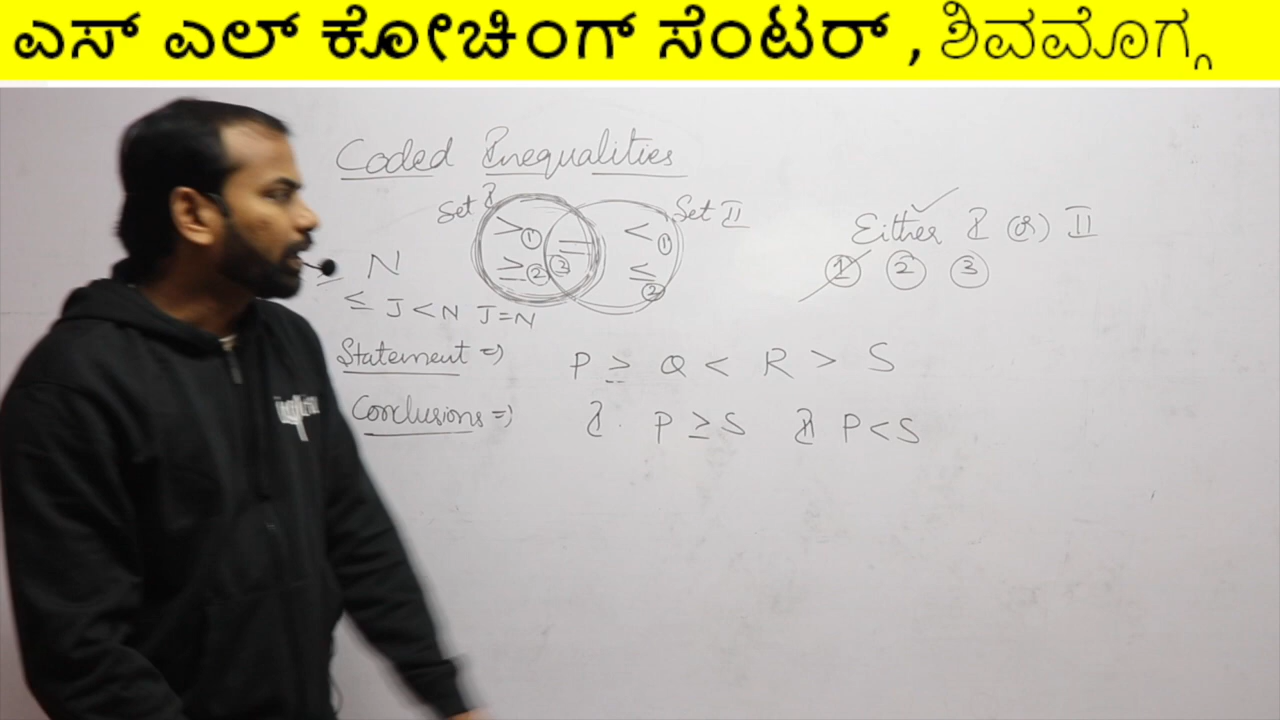 ಎಸ್ ಎಲ್ ಕೋಚಿಂಗ್ ಸೆಂಟರ್ , ಶಿವಮೊಗ್ಗ
Coded Inequalities
Set I > ① ≥ ② = ③ < ① ≤ ② Set II
Either I (or) II ✓
① ② ③
≥ N
≤ J < N J = N
Statement ⇒ P ≥ Q < R > S
Conclusions ⇒ I. P ≥ S II P < S